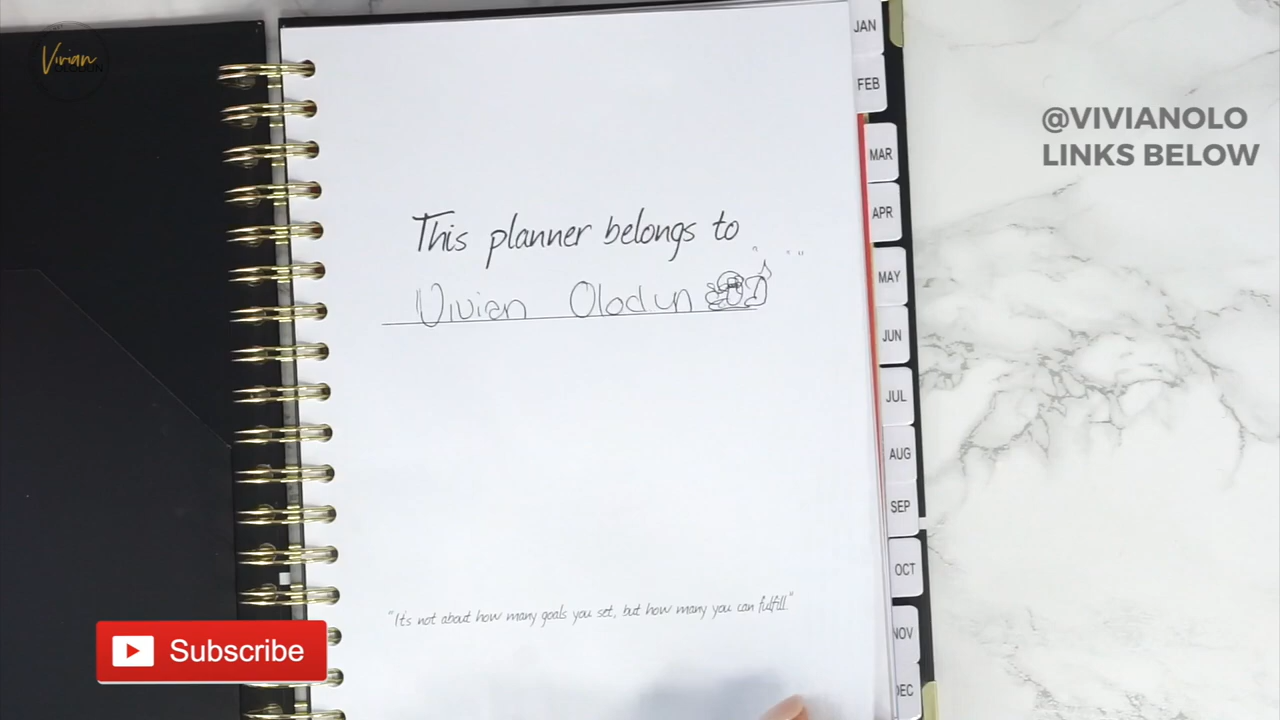 Vivian
OLODUN
This planner belongs to
Vivian Olodun
"It's not about how many goals you set, but how many you can fulfill."
JAN
FEB
MAR
APR
MAY
JUN
JUL
AUG
SEP
OCT
NOV
DEC
@VIVIANOLO
LINKS BELOW
Subscribe